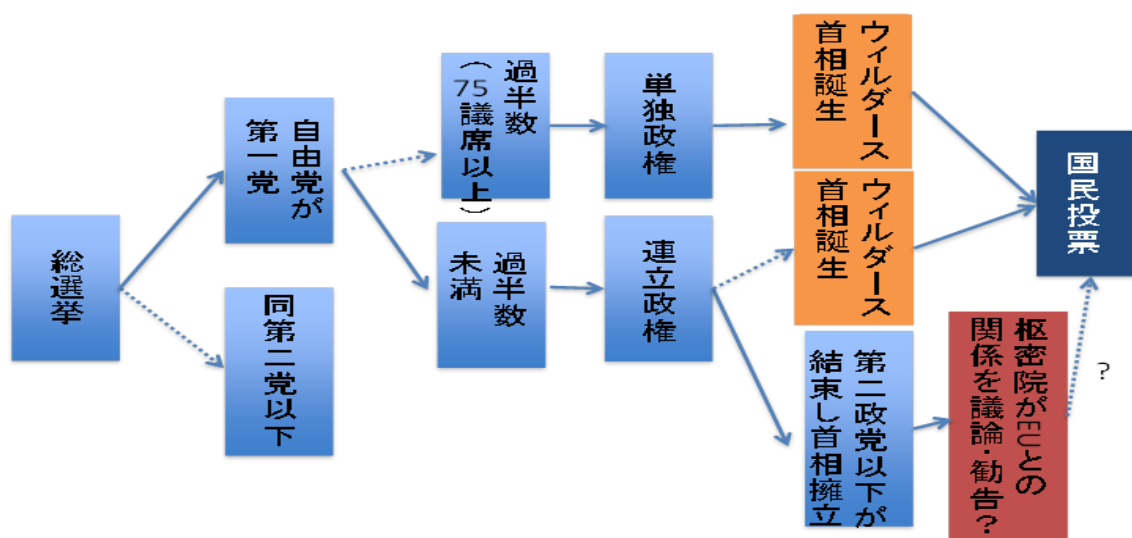 総選挙
自由党が
第一党
同第二党以下
過半数
（75議席以上）
過半数
未満
単独政権
連立政権
ウィルダース
首相誕生
ウィルダース
首相誕生
第二政党以下が
結束し首相擁立
枢密院がEUとの
関係を議論・勧告？
?
国民投票